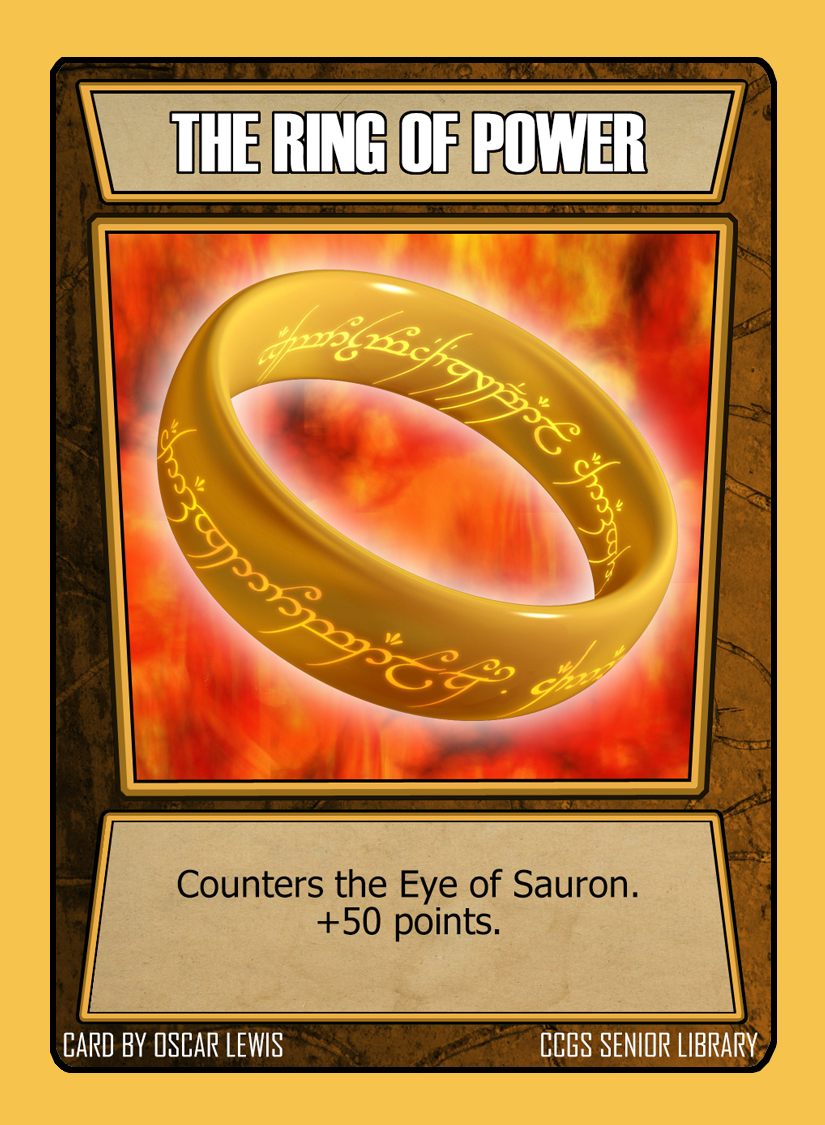 THE RING OF POWER
Counters the Eye of Sauron.
+50 points.
CARD BY OSCAR LEWIS
CCGS SENIOR LIBRARY